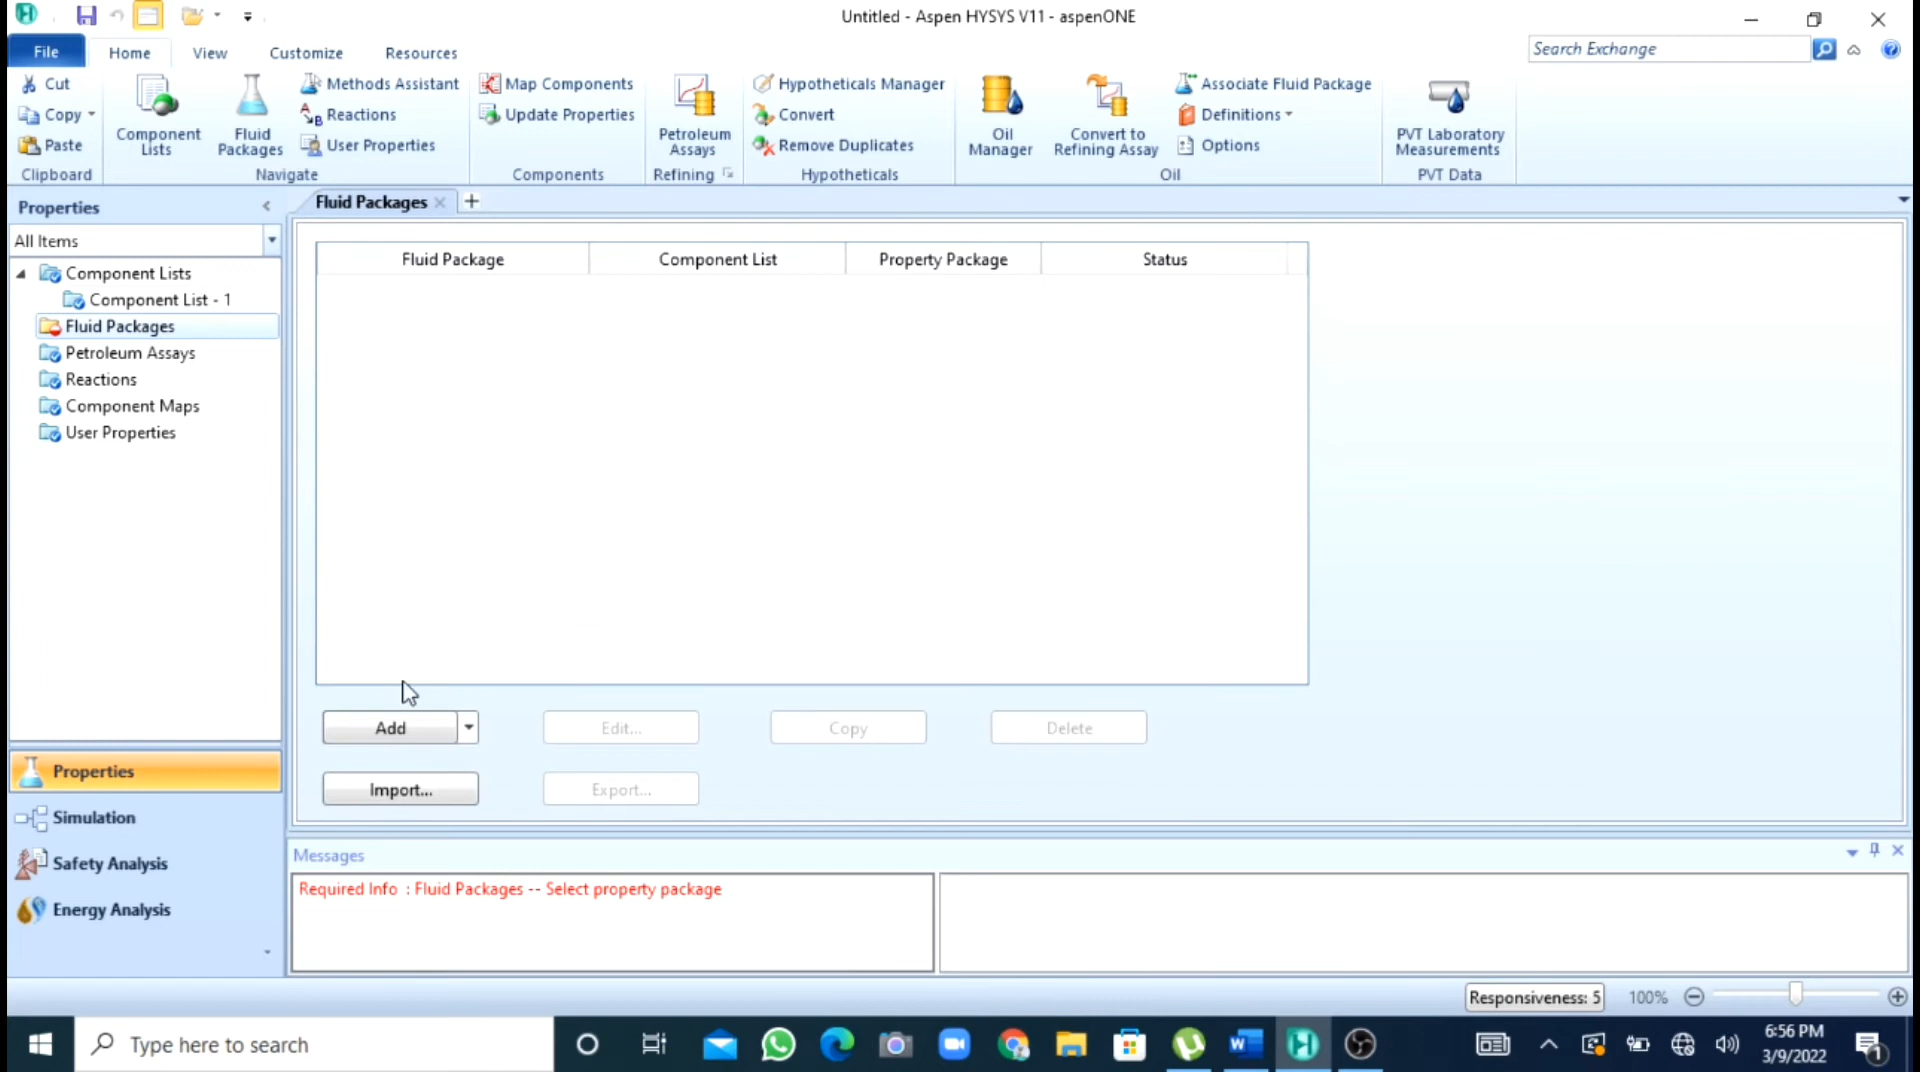 Untitled - Aspen HYSYS V11 - aspenONE
File Home View Customize Resources
Search Exchange
Cut
Copy
Paste
Clipboard
Component Lists
Fluid Packages
Methods Assistant
Reactions
User Properties
Navigate
Map Components
Update Properties
Components
Petroleum Assays
Refining
Hypotheticals Manager
Convert
Remove Duplicates
Hypotheticals
Oil Manager
Convert to Refining Assay
Associate Fluid Package
Definitions
Options
Oil
PVT Laboratory Measurements
PVT Data
Properties
All Items
Component Lists
Component List - 1
Fluid Packages
Petroleum Assays
Reactions
Component Maps
User Properties
Properties
Simulation
Safety Analysis
Energy Analysis
Fluid Packages
Fluid Package Component List Property Package Status
Add Edit... Copy Delete
Import... Export...
Messages
Required Info : Fluid Packages -- Select property package
Responsiveness: 5 100%
Type here to search
6:56 PM
3/9/2022
1